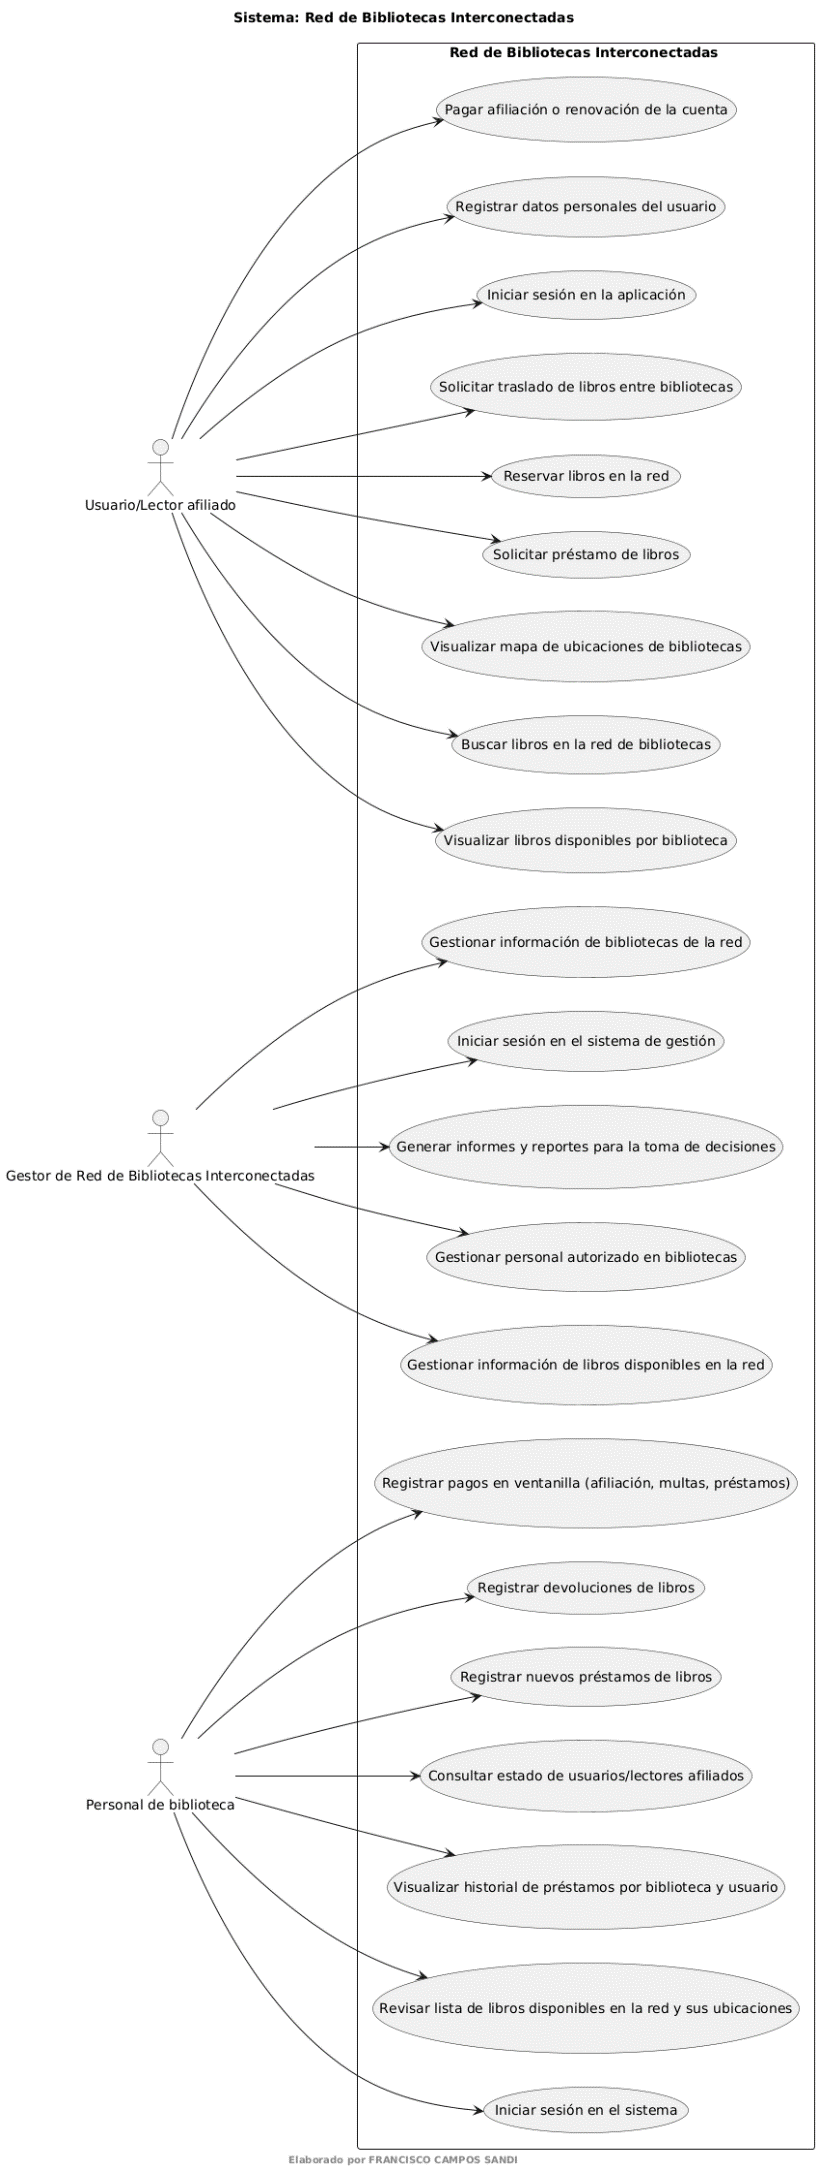 Sistema: Red de Bibliotecas Interconectadas
Red de Bibliotecas Interconectadas
Pagar afiliación o renovación de la cuenta
Registrar datos personales del usuario
Iniciar sesión en la aplicación
Solicitar traslado de libros entre bibliotecas
Reservar libros en la red
Usuario/Lector afiliado
Solicitar préstamo de libros
Visualizar mapa de ubicaciones de bibliotecas
Buscar libros en la red de bibliotecas
Visualizar libros disponibles por biblioteca
Gestionar información de bibliotecas de la red
Iniciar sesión en el sistema de gestión
Generar informes y reportes para la toma de decisiones
Gestor de Red de Bibliotecas Interconectadas
Gestionar personal autorizado en bibliotecas
Gestionar información de libros disponibles en la red
Registrar pagos en ventanilla (afiliación, multas, préstamos)
Registrar devoluciones de libros
Registrar nuevos préstamos de libros
Consultar estado de usuarios/lectores afiliados
Personal de biblioteca
Visualizar historial de préstamos por biblioteca y usuario
Revisar lista de libros disponibles en la red y sus ubicaciones
Iniciar sesión en el sistema
Elaborado por FRANCISCO CAMPOS SANDI